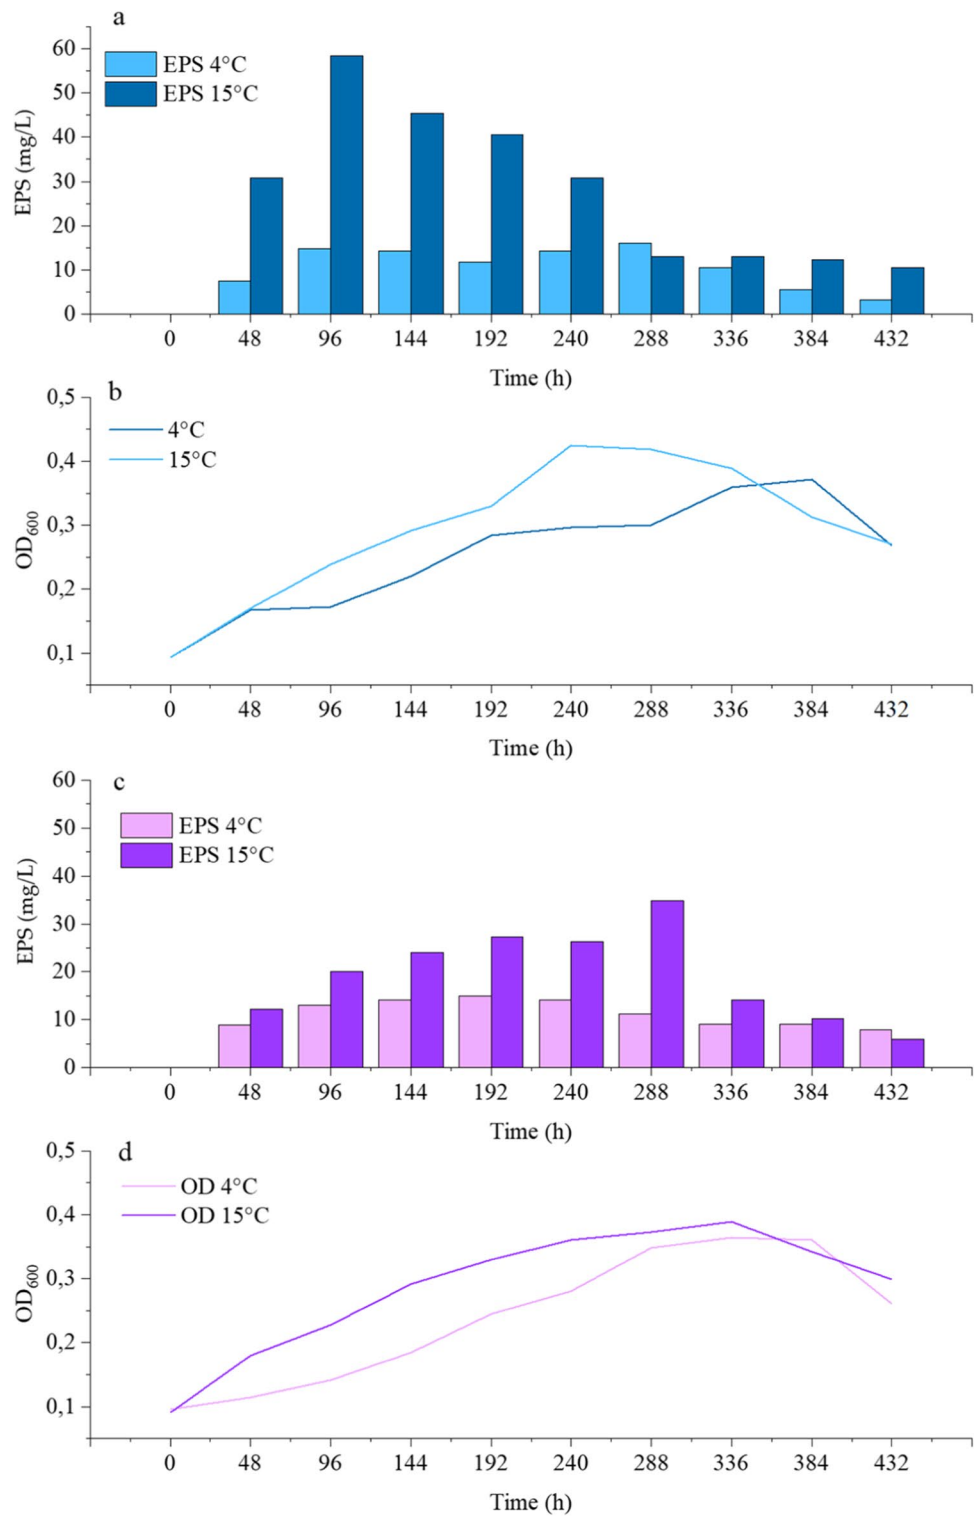 a
60
50
40
30
20
10
0
EPS (mg/L)
EPS 4°C
EPS 15°C
0 48 96 144 192 240 288 336 384 432
Time (h)
b
0,5
0,4
0,3
0,2
0,1
OD600
4°C
15°C
0 48 96 144 192 240 288 336 384 432
Time (h)
c
60
50
40
30
20
10
0
EPS (mg/L)
EPS 4°C
EPS 15°C
0 48 96 144 192 240 288 336 384 432
Time (h)
d
0,5
0,4
0,3
0,2
0,1
OD600
OD 4°C
OD 15°C
0 48 96 144 192 240 288 336 384 432
Time (h)